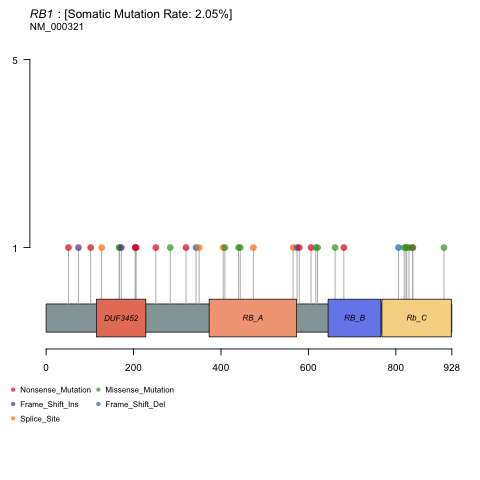 RB1 : [Somatic Mutation Rate: 2.05%]
NM_000321
5
1
DUF3452 RB_A RB_B Rb_C
0 200 400 600 800 928
Nonsense_Mutation Missense_Mutation
Frame_Shift_Ins Frame_Shift_Del
Splice_Site